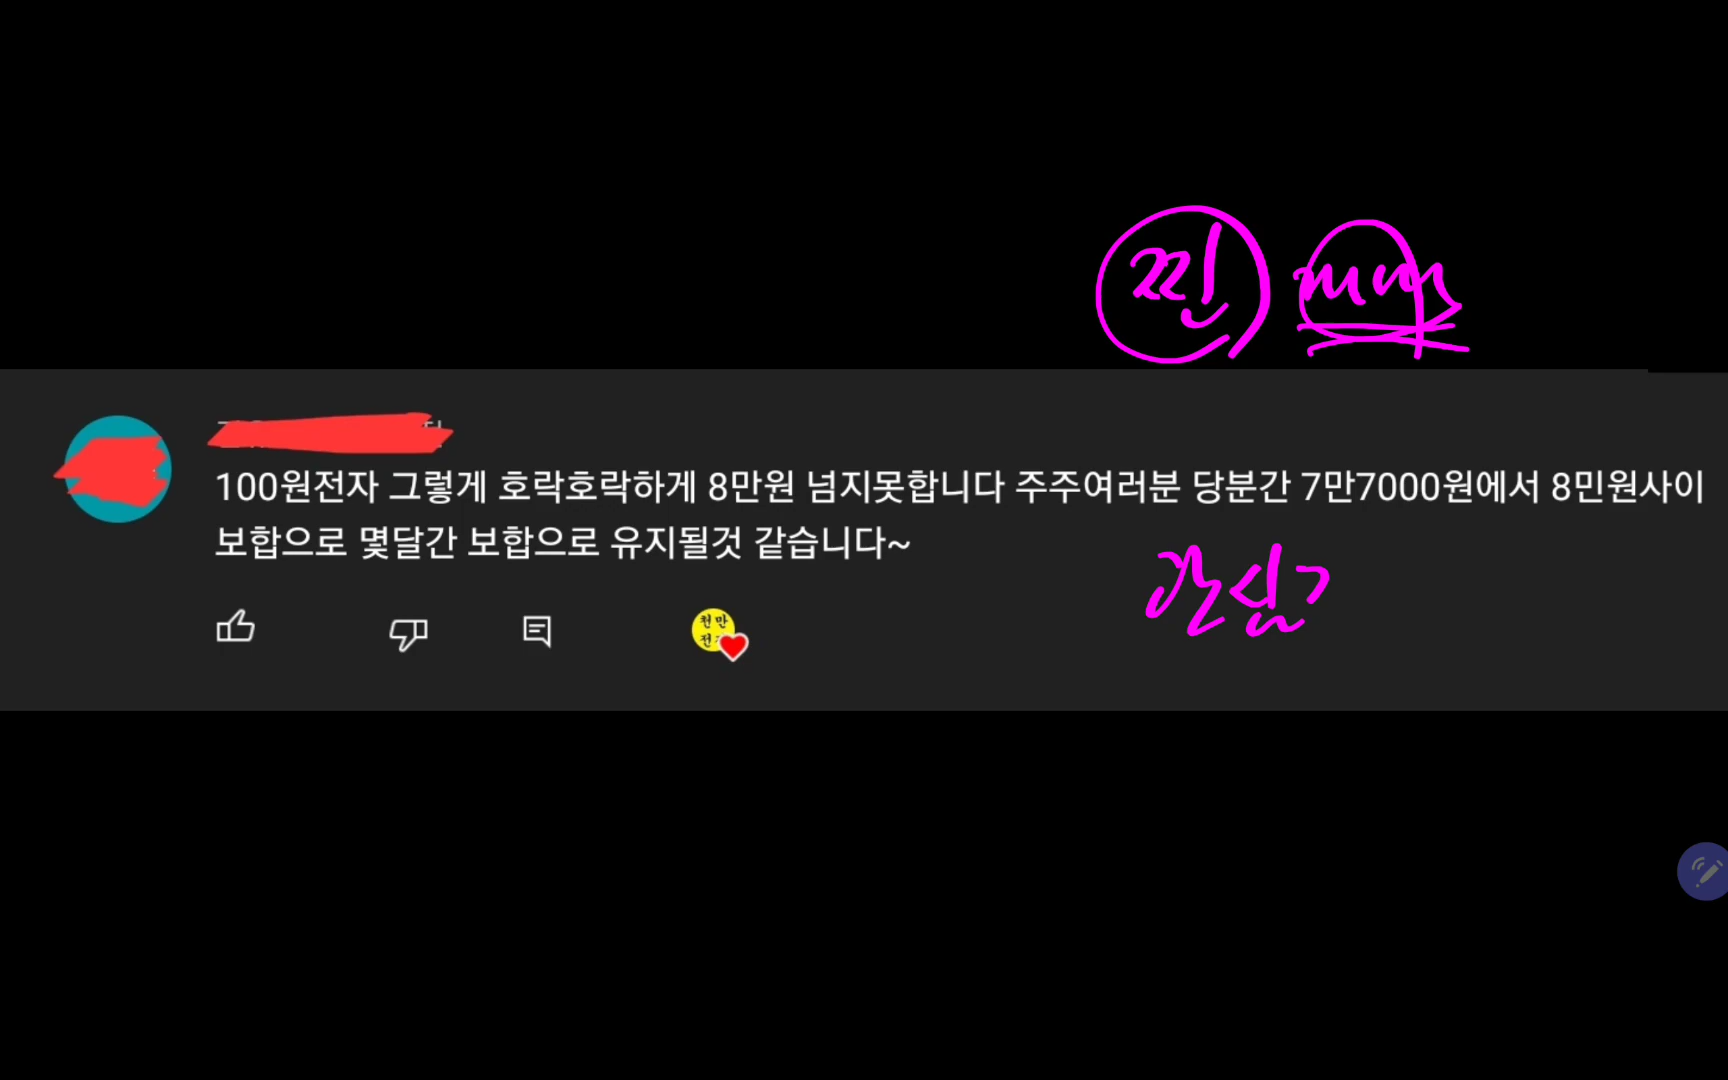 찐
100원전자 그렇게 호락호락하게 8만원 넘지못합니다 주주여러분 당분간 7만7000원에서 8민원사이
보합으로 몇달간 보합으로 유지될것 같습니다~
천만